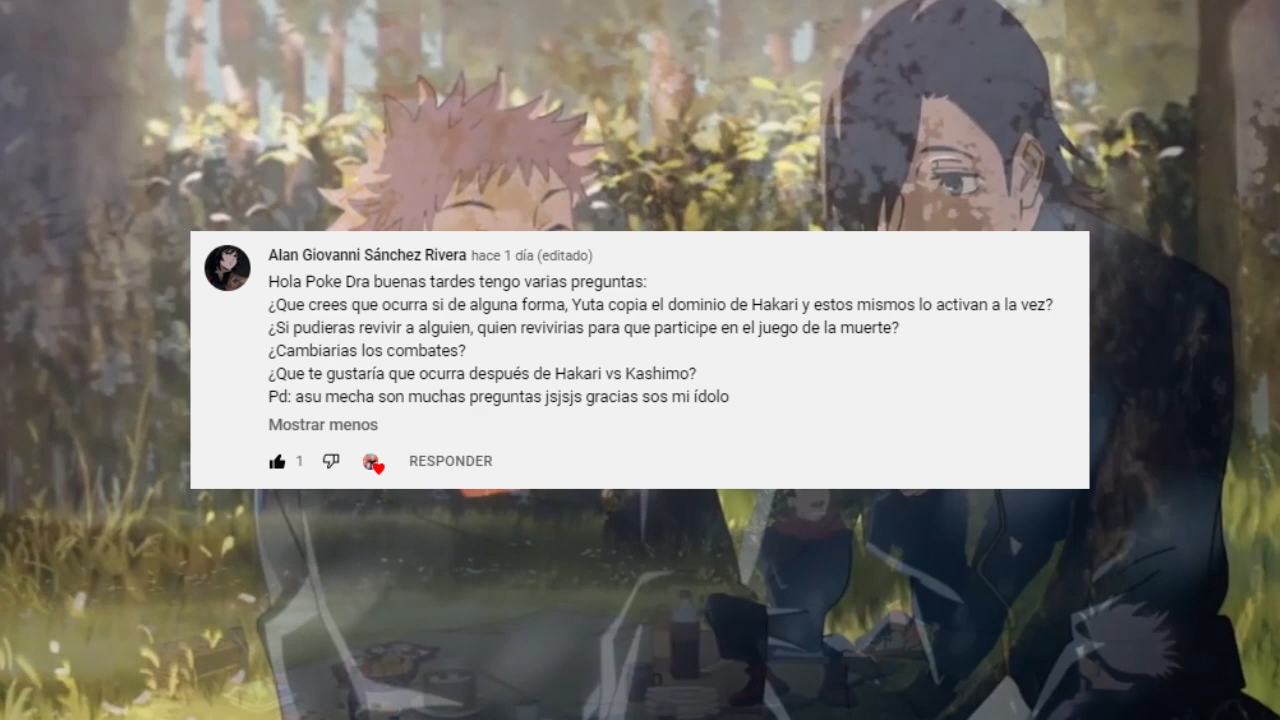 Alan Giovanni Sánchez Rivera hace 1 día (editado)
Hola Poke Dra buenas tardes tengo varias preguntas:
¿Que crees que ocurra si de alguna forma, Yuta copia el dominio de Hakari y estos mismos lo activan a la vez?
¿Si pudieras revivir a alguien, quien revivirias para que participe en el juego de la muerte?
¿Cambiarias los combates?
¿Que te gustaría que ocurra después de Hakari vs Kashimo?
Pd: asu mecha son muchas preguntas jsjsjs gracias sos mi ídolo
Mostrar menos
1 RESPONDER